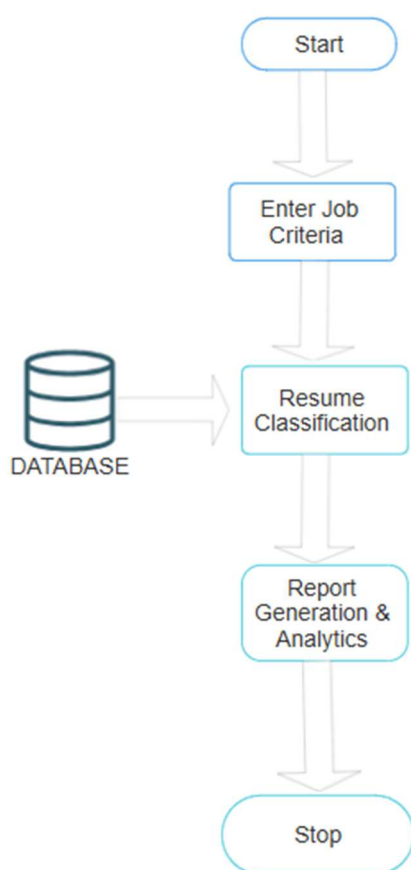 Start
Enter Job
Criteria
Resume
Classification
DATABASE
Report
Generation &
Analytics
Stop